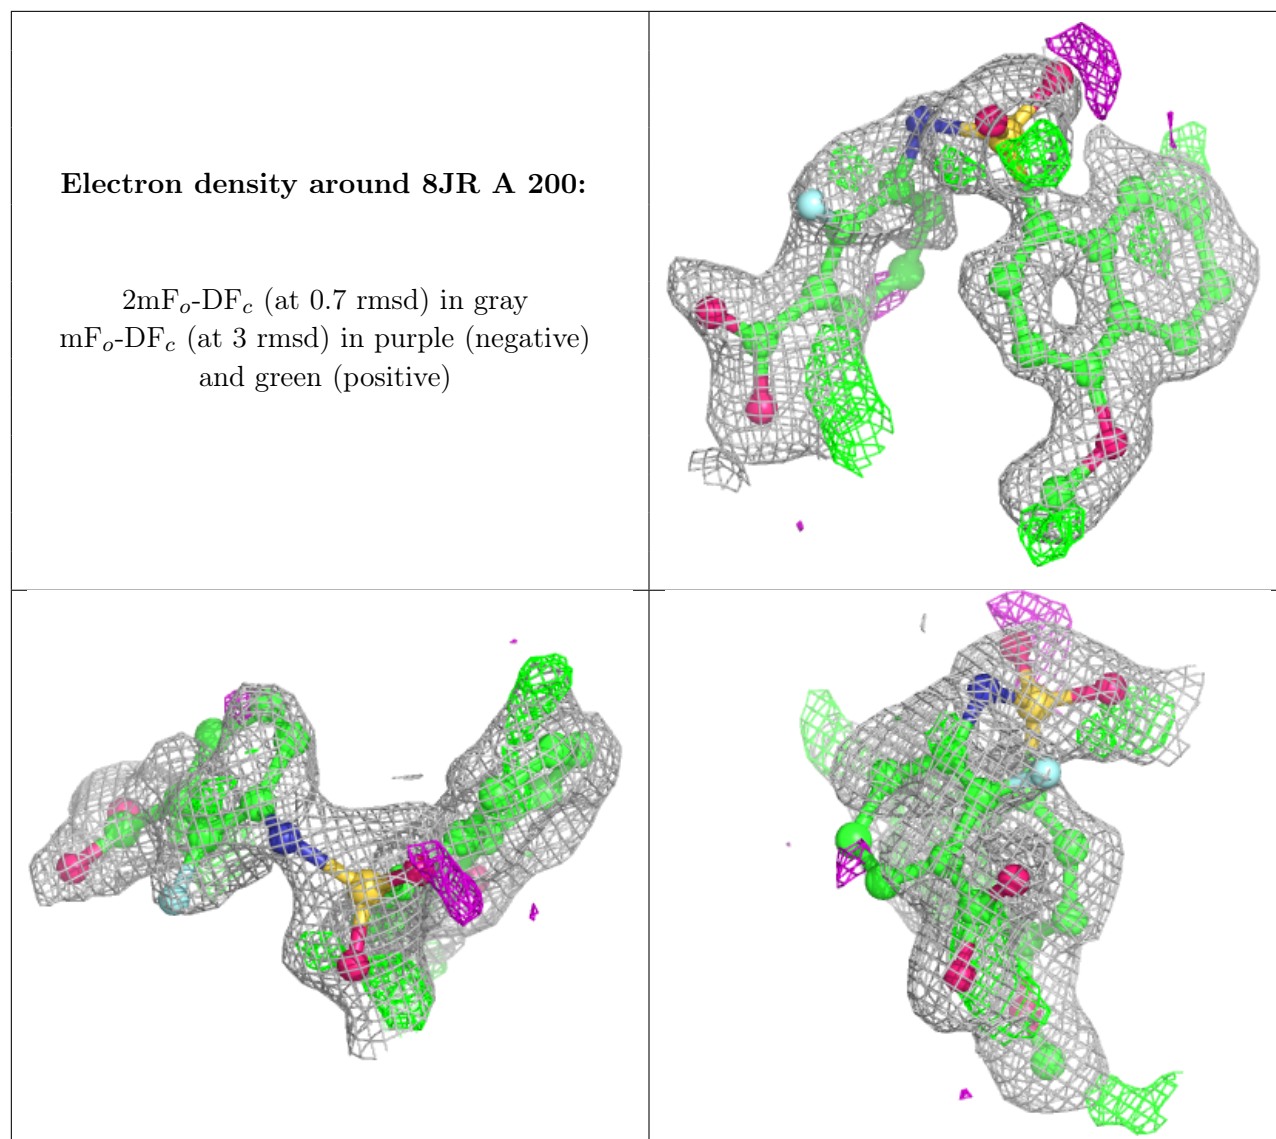 Electron density around 8JR A 200:
2mFo-DFc (at 0.7 rmsd) in gray
mFo-DFc (at 3 rmsd) in purple (negative)
and green (positive)